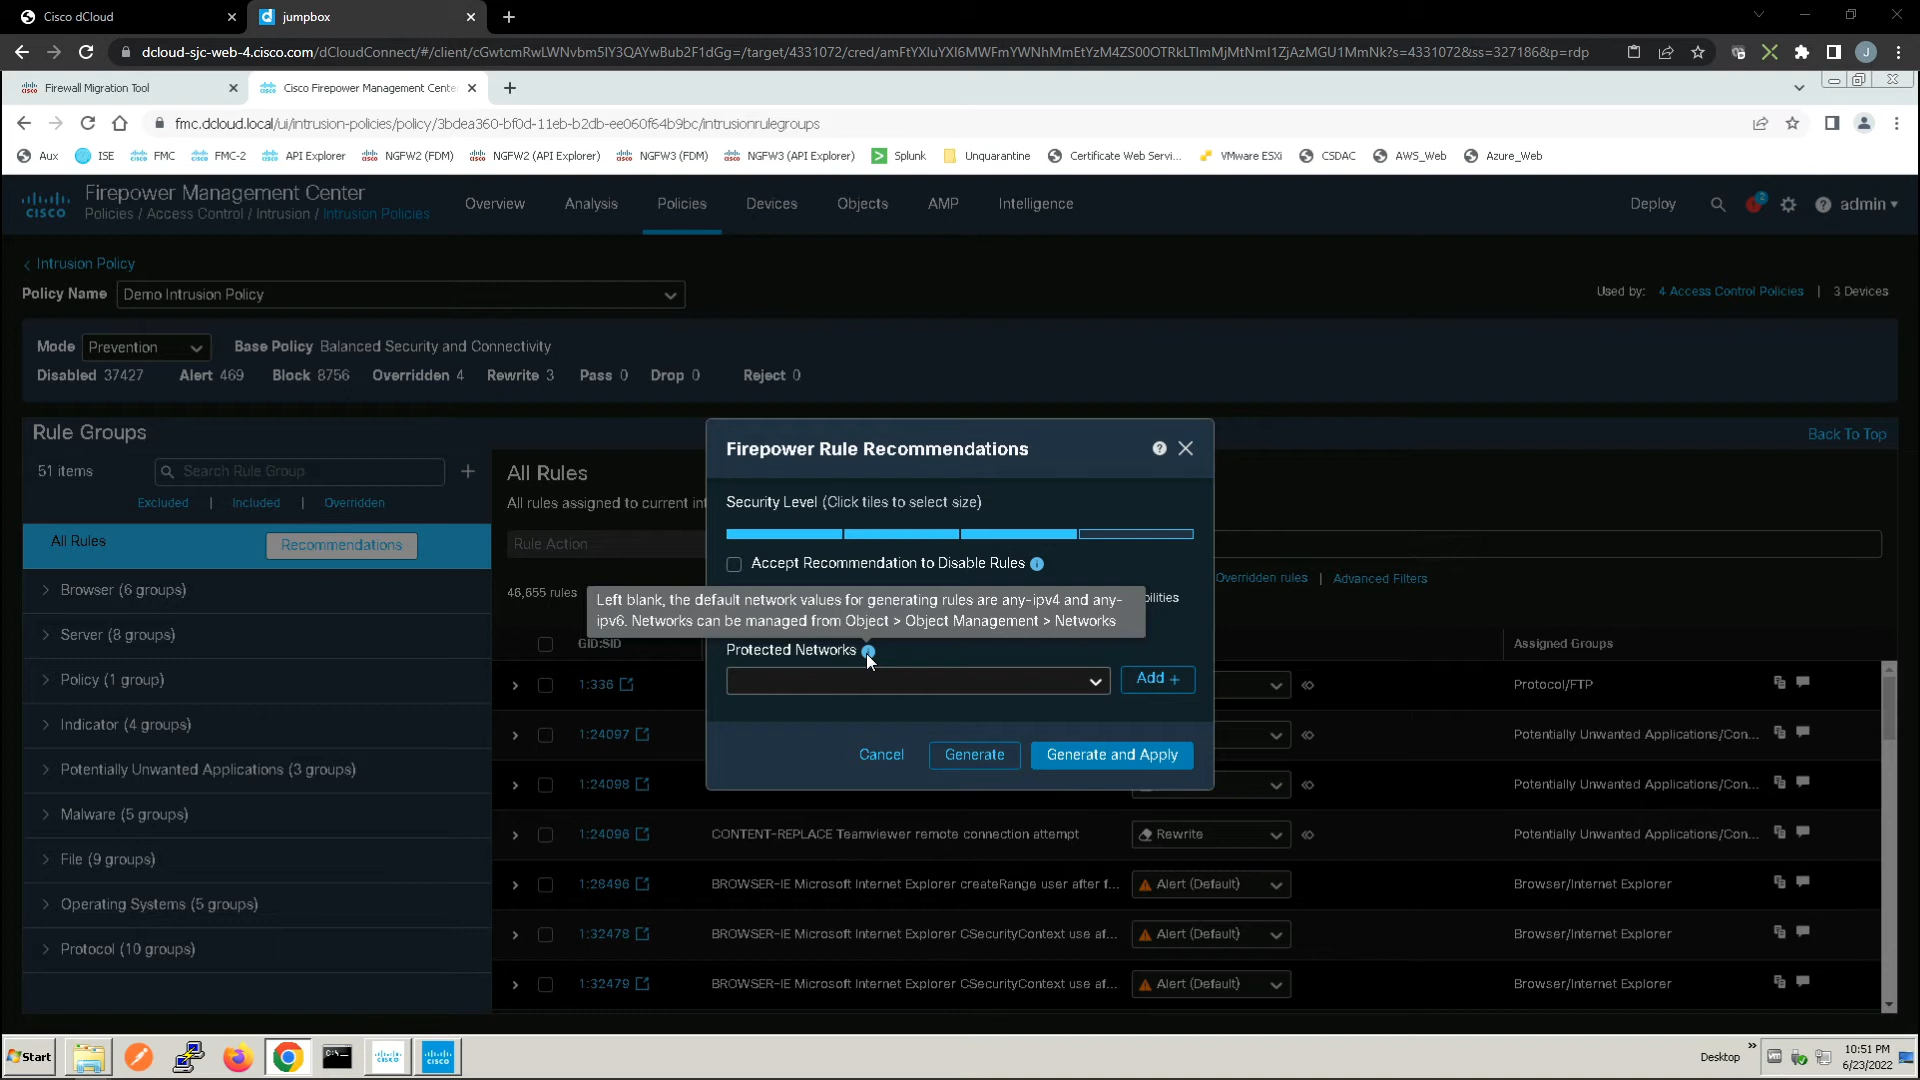 Cisco dCloud
jumpbox
dcloud-sjc-web-4.cisco.com/dCloudConnect/#/client/cGwtcmRwLWNvbm5lY3QAYwBub2F1dGg=/target/4331072/cred/amFtYXIuYXI6MWFmYWNhMmEtYzM4ZS00OTRkLTlmMjMtNmI1ZjAzMGU1MmNk?s=4331072&ss=327186&p=rdp
Firewall Migration Tool
Cisco Firepower Management Cente
fmc.dcloud.local/ui/intrusion-policies/policy/3bdea360-bf0d-11eb-b2db-ee060f64b9bc/intrusionrulegroups
Aux ISE FMC FMC-2 API Explorer NGFW2 (FDM) NGFW2 (API Explorer) NGFW3 (FDM) NGFW3 (API Explorer) Splunk Unquarantine Certificate Web Servi... VMware ESXi CSDAC AWS_Web Azure_Web
CISCO
Firepower Management Center
Policies / Access Control / Intrusion / Intrusion Policies
Overview Analysis Policies Devices Objects AMP Intelligence
Deploy 2 admin
Intrusion Policy
Policy Name Demo Intrusion Policy
Used by: 4 Access Control Policies | 3 Devices
Mode Prevention Base Policy Balanced Security and Connectivity
Disabled 37427 Alert 469 Block 8756 Overridden 4 Rewrite 3 Pass 0 Drop 0 Reject 0
Rule Groups
Back To Top
51 items Search Rule Group
Excluded | Included | Overridden
All Rules Recommendations
Browser (6 groups)
Server (8 groups)
Policy (1 group)
Indicator (4 groups)
Potentially Unwanted Applications (3 groups)
Malware (5 groups)
File (9 groups)
Operating Systems (5 groups)
Protocol (10 groups)
All Rules
All rules assigned to current int
Rule Action
46,655 rules
Overridden rules | Advanced Filters
GID:SID Assigned Groups
1:336 Protocol/FTP
1:24097 Potentially Unwanted Applications/Con...
1:24098 Potentially Unwanted Applications/Con...
1:24096 CONTENT-REPLACE Teamviewer remote connection attempt Rewrite Potentially Unwanted Applications/Con...
1:28496 BROWSER-IE Microsoft Internet Explorer createRange user after f... Alert (Default) Browser/Internet Explorer
1:32478 BROWSER-IE Microsoft Internet Explorer CSecurityContext use af... Alert (Default) Browser/Internet Explorer
1:32479 BROWSER-IE Microsoft Internet Explorer CSecurityContext use af... Alert (Default) Browser/Internet Explorer
Firepower Rule Recommendations
Security Level (Click tiles to select size)
Accept Recommendation to Disable Rules
bilities
Left blank, the default network values for generating rules are any-ipv4 and any-
ipv6. Networks can be managed from Object > Object Management > Networks
Protected Networks
Add +
Cancel Generate Generate and Apply
Start
Desktop
10:51 PM
6/23/2022